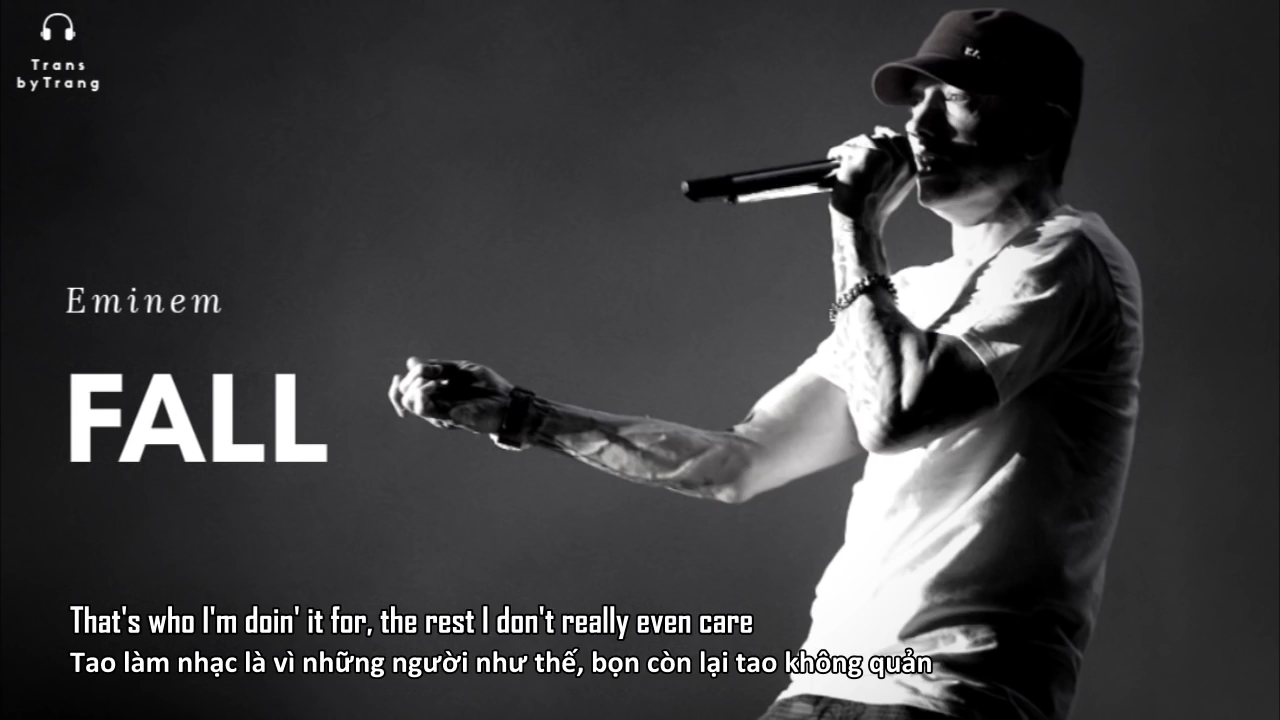 Trans
byTrang
Eminem
FALL
That's who I'm doin' it for, the rest I don't really even care
Tao làm nhạc là vì những người như thế, bọn còn lại tao không quản